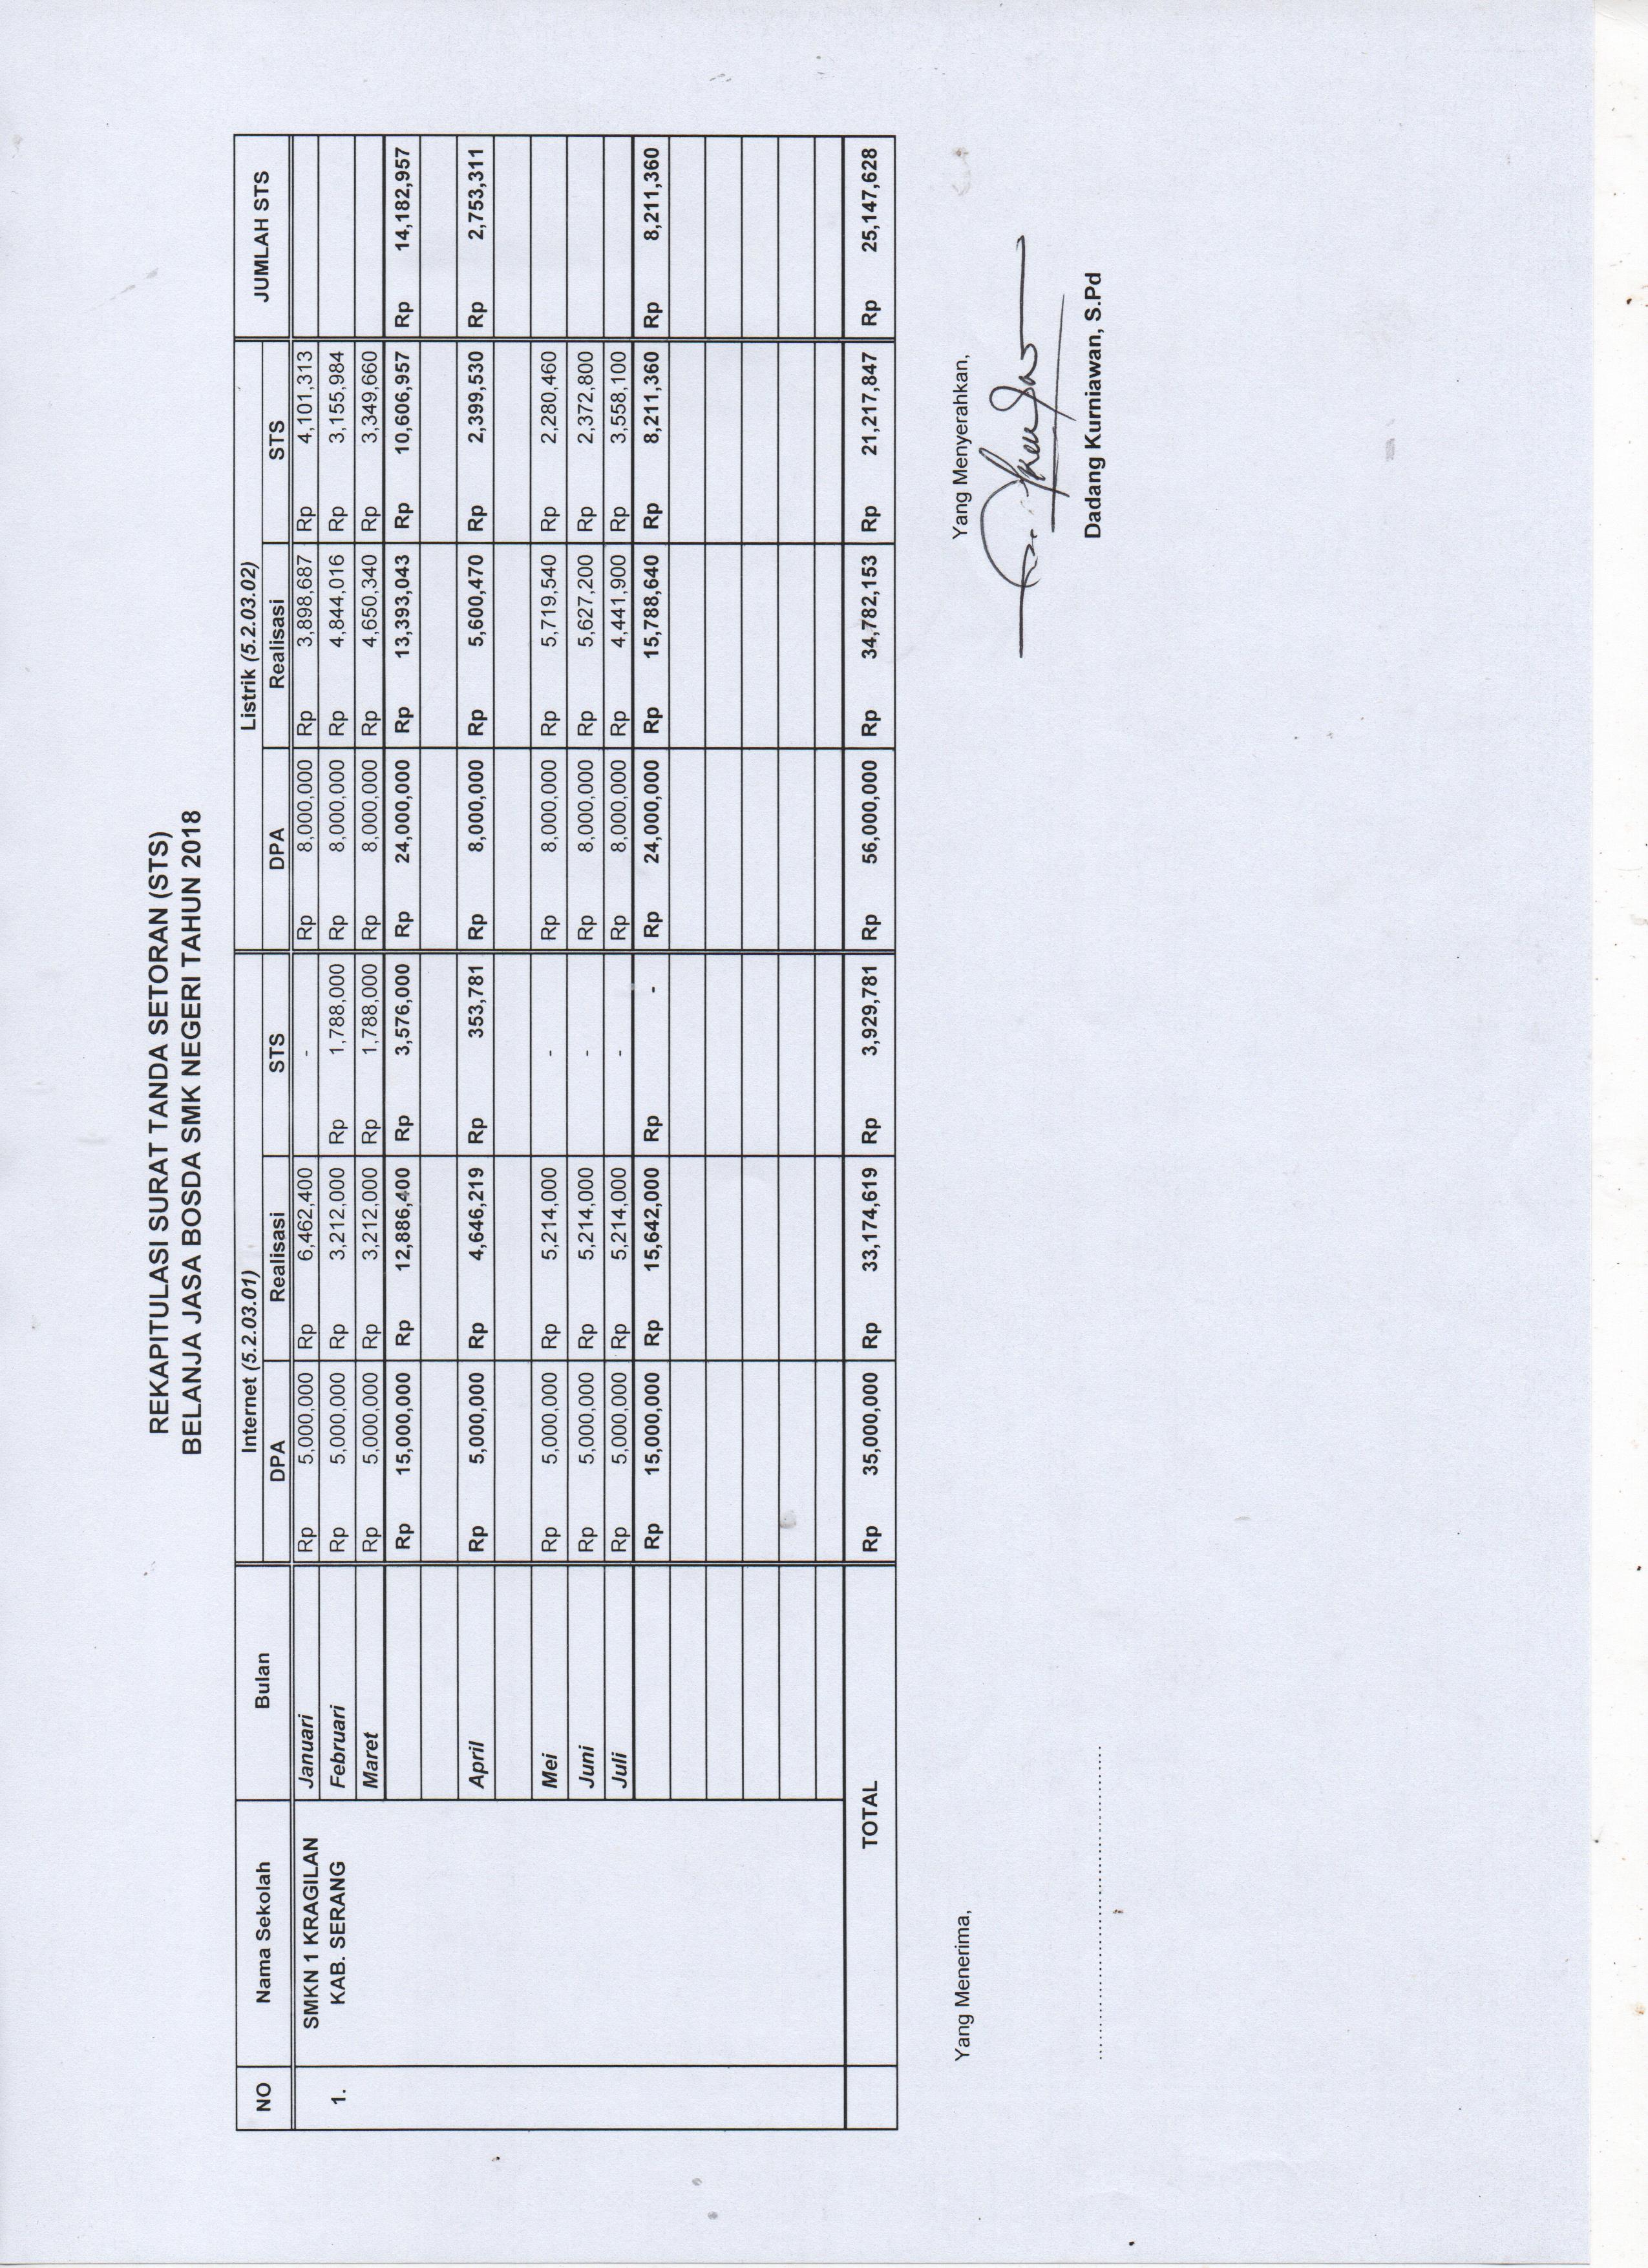 REKAPITULASI SURAT TANDA SETORAN (STS)
BELANJA JASA BOSDA SMK NEGERI TAHUN 2018
NO Nama Sekolah Bulan Internet (5.2.03.01) Listrik (5.2.03.02) JUMLAH STS
DPA Realisasi STS DPA Realisasi STS
SMKN 1 KRAGILAN Januari Rp 5,000,000 Rp 6,462,400 - Rp 8,000,000 Rp 3,898,687 Rp 4,101,313
1. KAB. SERANG Februari Rp 5,000,000 Rp 3,212,000 Rp 1,788,000 Rp 8,000,000 Rp 4,844,016 Rp 3,155,984
Maret Rp 5,000,000 Rp 3,212,000 Rp 1,788,000 Rp 8,000,000 Rp 4,650,340 Rp 3,349,660
Rp 15,000,000 Rp 12,886,400 Rp 3,576,000 Rp 24,000,000 Rp 13,393,043 Rp 10,606,957 Rp 14,182,957
April Rp 5,000,000 Rp 4,646,219 Rp 353,781 Rp 8,000,000 Rp 5,600,470 Rp 2,399,530 Rp 2,753,311
Mei Rp 5,000,000 Rp 5,214,000 - Rp 8,000,000 Rp 5,719,540 Rp 2,280,460
Juni Rp 5,000,000 Rp 5,214,000 - Rp 8,000,000 Rp 5,627,200 Rp 2,372,800
Juli Rp 5,000,000 Rp 5,214,000 - Rp 8,000,000 Rp 4,441,900 Rp 3,558,100
Rp 15,000,000 Rp 15,642,000 Rp - Rp 24,000,000 Rp 15,788,640 Rp 8,211,360 Rp 8,211,360
TOTAL Rp 35,000,000 Rp 33,174,619 Rp 3,929,781 Rp 56,000,000 Rp 34,782,153 Rp 21,217,847 Rp 25,147,628
Yang Menerima, Yang Menyerahkan,
Dadang Kurniawan, S.Pd